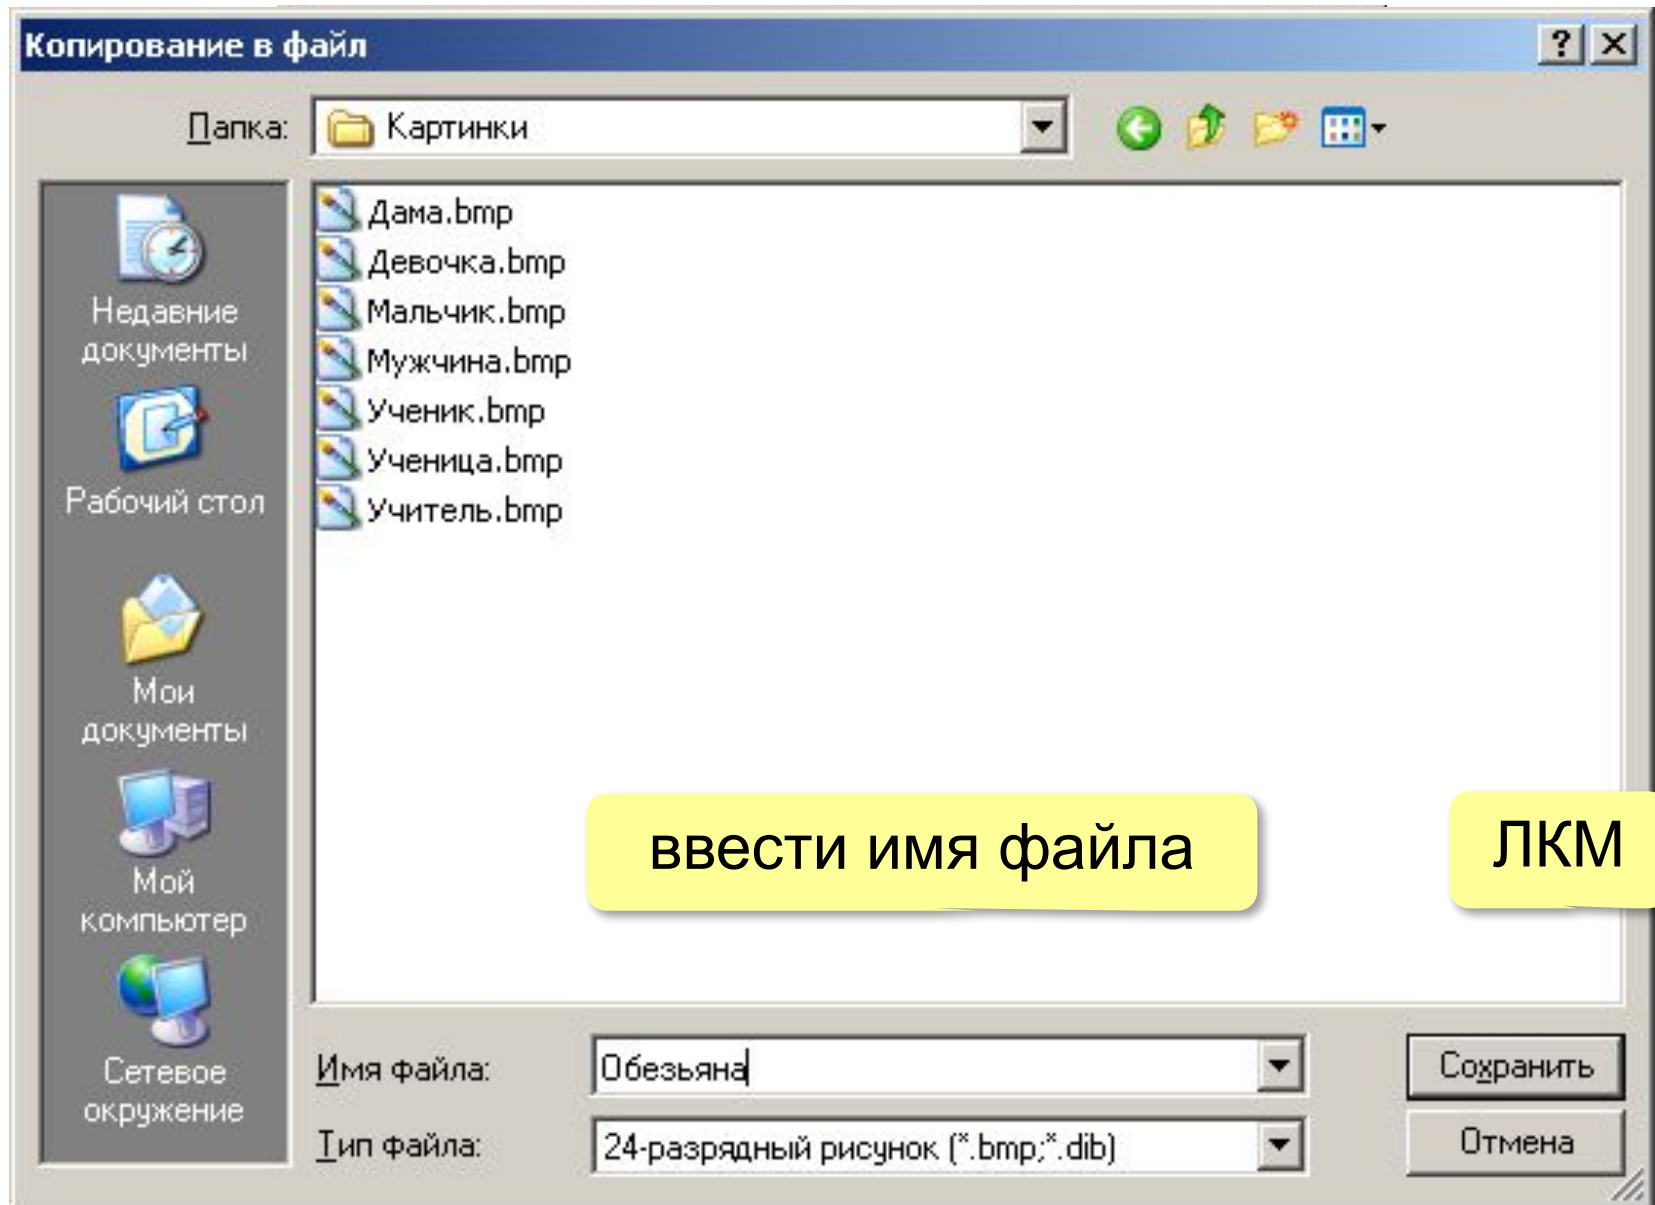 Копирование в файл
Папка:
Картинки
Дама.bmp
Девочка.bmp
Мальчик.bmp
Мужчина.bmp
Ученик.bmp
Ученица.bmp
Учитель.bmp
Недавние
документы
Рабочий стол
Мои
документы
Мой
компьютер
Сетевое
окружение
ввести имя файла
ЛКМ
Имя файла:
Обезьяна
Сохранить
Тип файла:
24-разрядный рисунок (*.bmp;*.dib)
Отмена